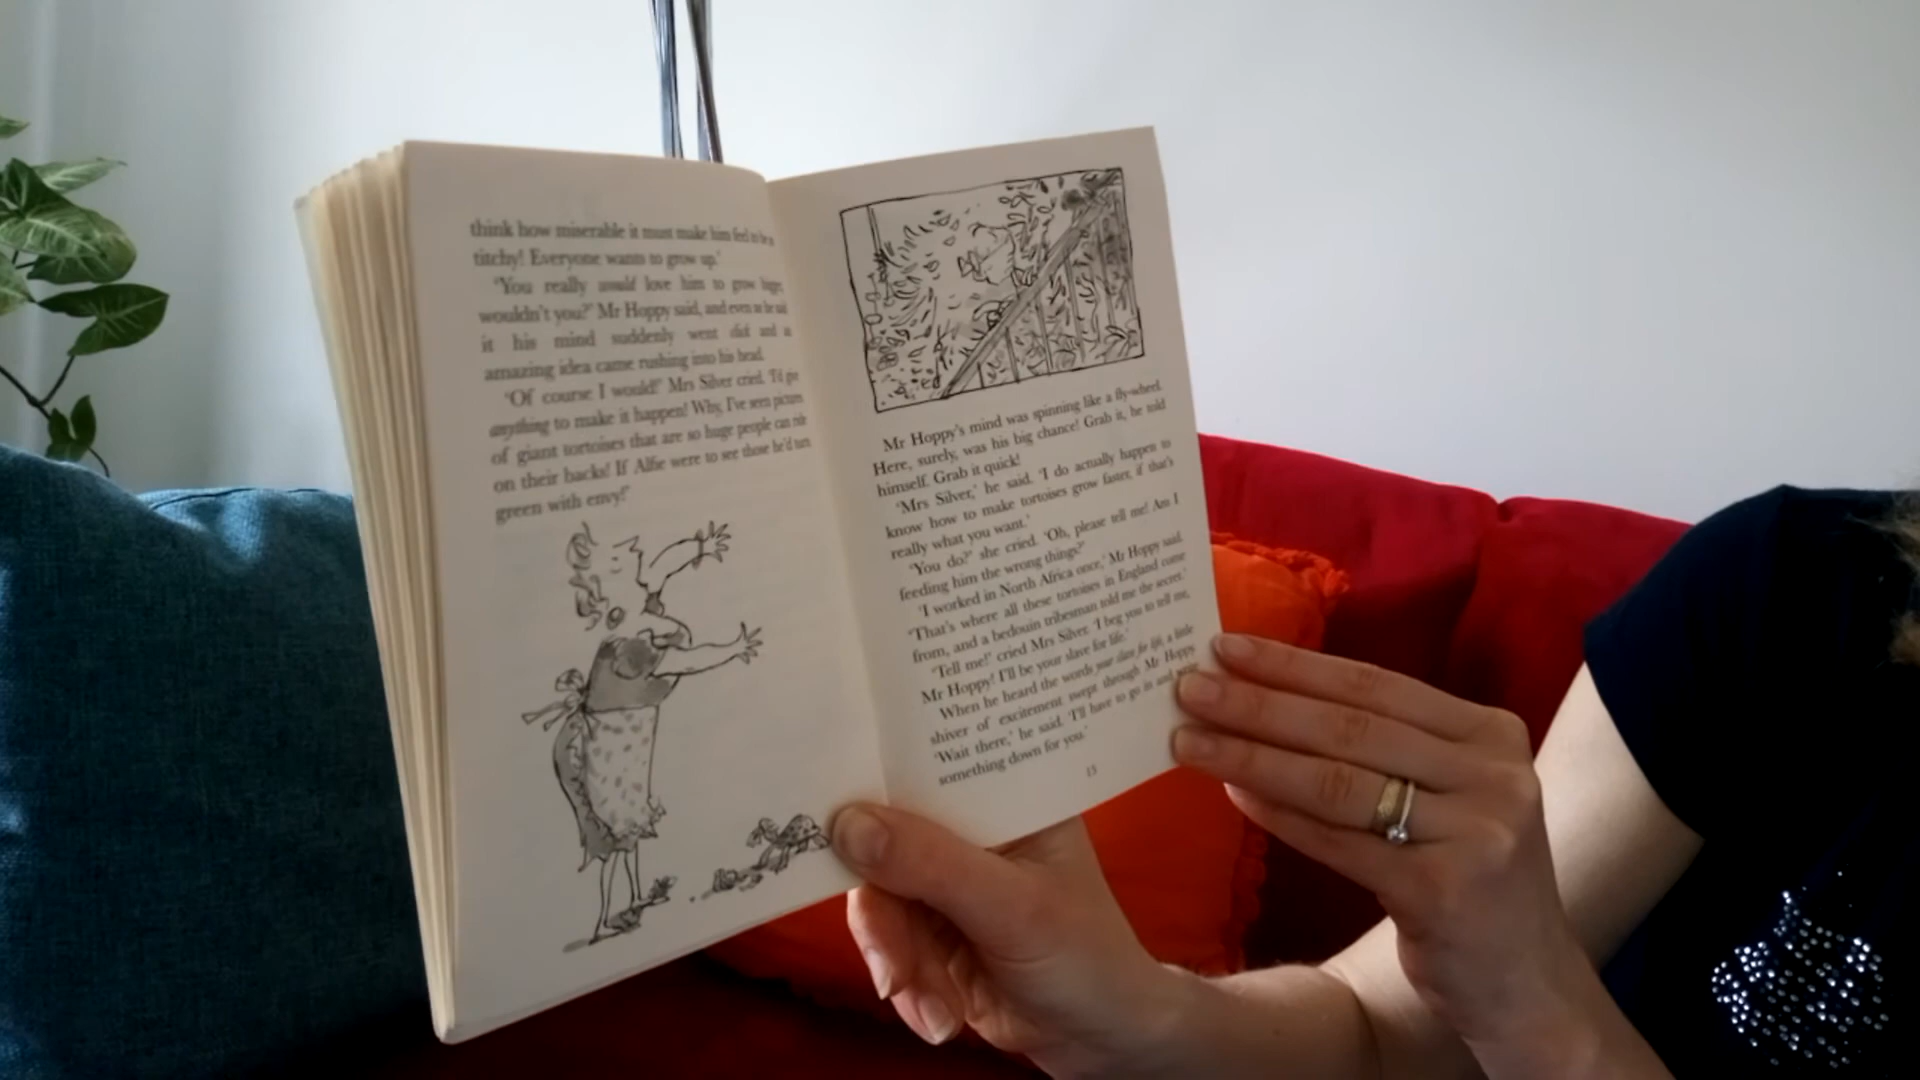 think how miserable it must make him feel to be a
titchy! Everyone wants to grow up.'
'You really would love him to grow bigger,
wouldn't you?' Mr Hoppy said, and even as he said
it his mind suddenly went click and an
amazing idea came rushing into his head.
'Of course I would!' Mrs Silver cried. 'I'd give
anything to make it happen! Why, I've seen pictures
of giant tortoises that are so huge people can ride
on their backs! If Alfie were to see those he'd turn
green with envy!'
Mr Hoppy's mind was spinning like a fly-wheel.
Here, surely, was his big chance! Grab it, he told
himself. Grab it quick!
'Mrs Silver,' he said. 'I do actually happen to
know how to make tortoises grow faster, if that's
really what you want.'
'You do?' she cried. 'Oh, please tell me! Am I
feeding him the wrong things?'
'I worked in North Africa once,' Mr Hoppy said.
'That's where all these tortoises in England come
from, and a bedouin tribesman told me the secret.'
'Tell me!' cried Mrs Silver. 'I beg you to tell me,
Mr Hoppy! I'll be your slave for life.'
When he heard the words your slave for life, a little
shiver of excitement swept through Mr Hoppy
'Wait there,' he said. 'I'll have to go in and write
something down for you.'
15